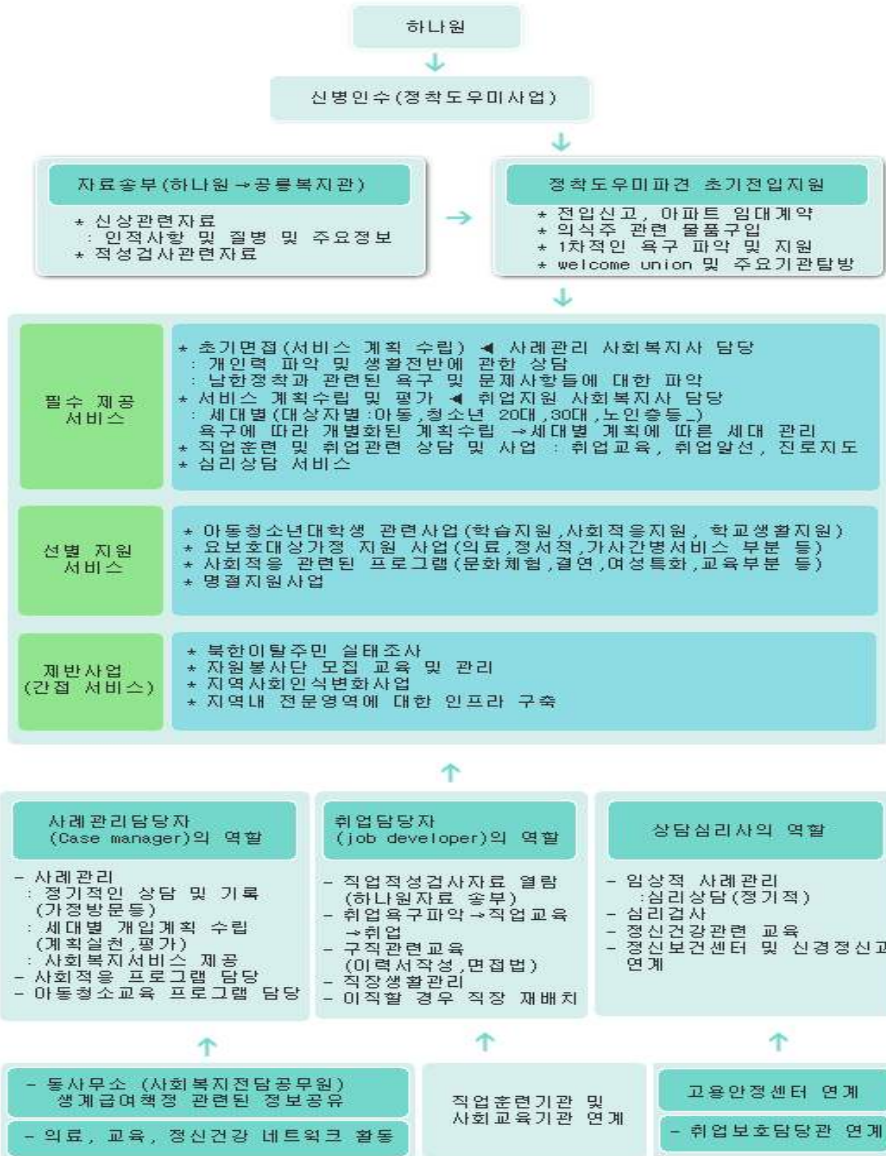 하나원
신병인수(정착도우미사업)
자료송부(하나원→공릉복지관)
* 신상관련자료
: 인적사항 및 질병 및 주요정보
* 적성검사관련자료
정착도우미파견 초기전입지원
* 전입신고, 아파트 임대계약
* 의식주 관련 물품구입
* 1차적인 욕구 파악 및 지원
* welcome union 및 주요기관탐방
필수 제공
서비스
* 초기면접(서비스 계획 수립) ◀ 사례관리 사회복지사 담당
: 개인력 파악 및 생활전반에 관한 상담
: 남한정착과 관련된 욕구 및 문제사항들에 대한 파악
* 서비스 계획수립 및 평가 ◀ 취업지원 사회복지사 담당
: 세대별(대상자별:아동,청소년 20대,30대,노인층등_)
욕구에 따라 개별화된 계획수립 →세대별 계획에 따른 세대 관리
* 직업훈련 및 취업관련 상담 및 사업 : 취업교육, 취업알선, 진로지도
* 심리상담 서비스
선별 지원
서비스
* 아동청소년대학생 관련사업(학습지원,사회적응지원, 학교생활지원)
* 요보호대상가정 지원 사업(의료,정서적,가사간병서비스 부분 등)
* 사회적응 관련된 프로그램(문화체험,결연,여성특화,교육부분 등)
* 명절지원사업
제반사업
(간접 서비스)
* 북한이탈주민 실태조사
* 자원봉사단 모집 교육 및 관리
* 지역사회인식변화사업
* 지역내 전문영역에 대한 인프라 구축
사례관리담당자
(Case manager)의 역할
- 사례관리
: 정기적인 상담 및 기록
(가정방문등)
: 세대별 개입계획 수립
(계획실천,평가)
: 사회복지서비스 제공
- 사회적응 프로그램 담당
- 아동청소교육 프로그램 담당
취업담당자
(job developer)의 역할
- 직업적성검사자료 열람
(하나원자료 송부)
- 취업욕구파악→직업교육
→취업
- 구직관련교육
(이력서작성,면접법)
- 직장생활관리
- 이직할 경우 직장 재배치
상담심리사의 역할
- 임상적 사례관리
:심리상담(정기적)
- 심리검사
- 정신건강관련 교육
- 정신보건센터 및 신경정신과
연계
- 동사무소 (사회복지전담공무원)
생계급여책정 관련된 정보공유
- 의료, 교육, 정신건강 네트워크 활동
직업훈련기관 및
사회교육기관 연계
고용안정센터 연계
- 취업보호담당관 연계